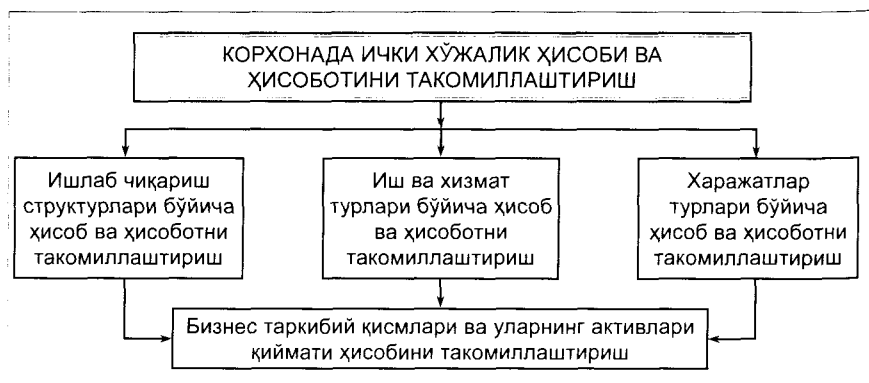 КОРХОНАДА ИЧКИ ХЎЖАЛИК ҲИСОБИ ВА
ҲИСОБОТИНИ ТАКОМИЛЛАШТИРИШ
Ишлаб чиқариш
структурлари бўйича
ҳисоб ва ҳисоботни
такомиллаштириш
Иш ва хизмат
турлари бўйича ҳисоб
ва ҳисоботни
такомиллаштириш
Харажатлар
турлари бўйича
ҳисоб ва ҳисоботни
такомиллаштириш
Бизнес таркибий қисмлари ва уларнинг активлари
қиймати ҳисобини такомиллаштириш